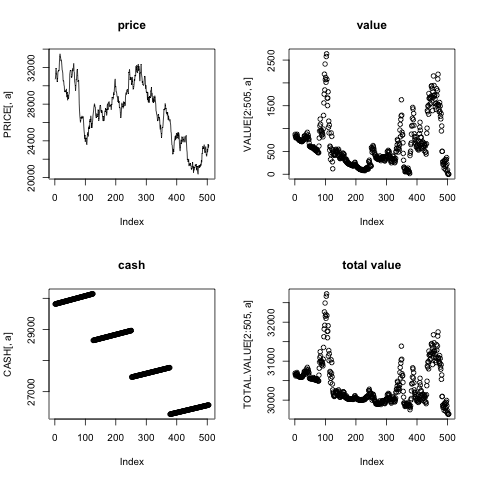 price
PRICE[, a]
20000 24000 28000 32000
0 100 200 300 400 500
Index
value
VALUE[2:505, a]
0 500 1500 2500
0 100 200 300 400 500
Index
cash
CASH[, a]
27000 29000
0 100 200 300 400 500
Index
total value
TOTAL.VALUE[2:505, a]
30000 31000 32000
0 100 200 300 400 500
Index